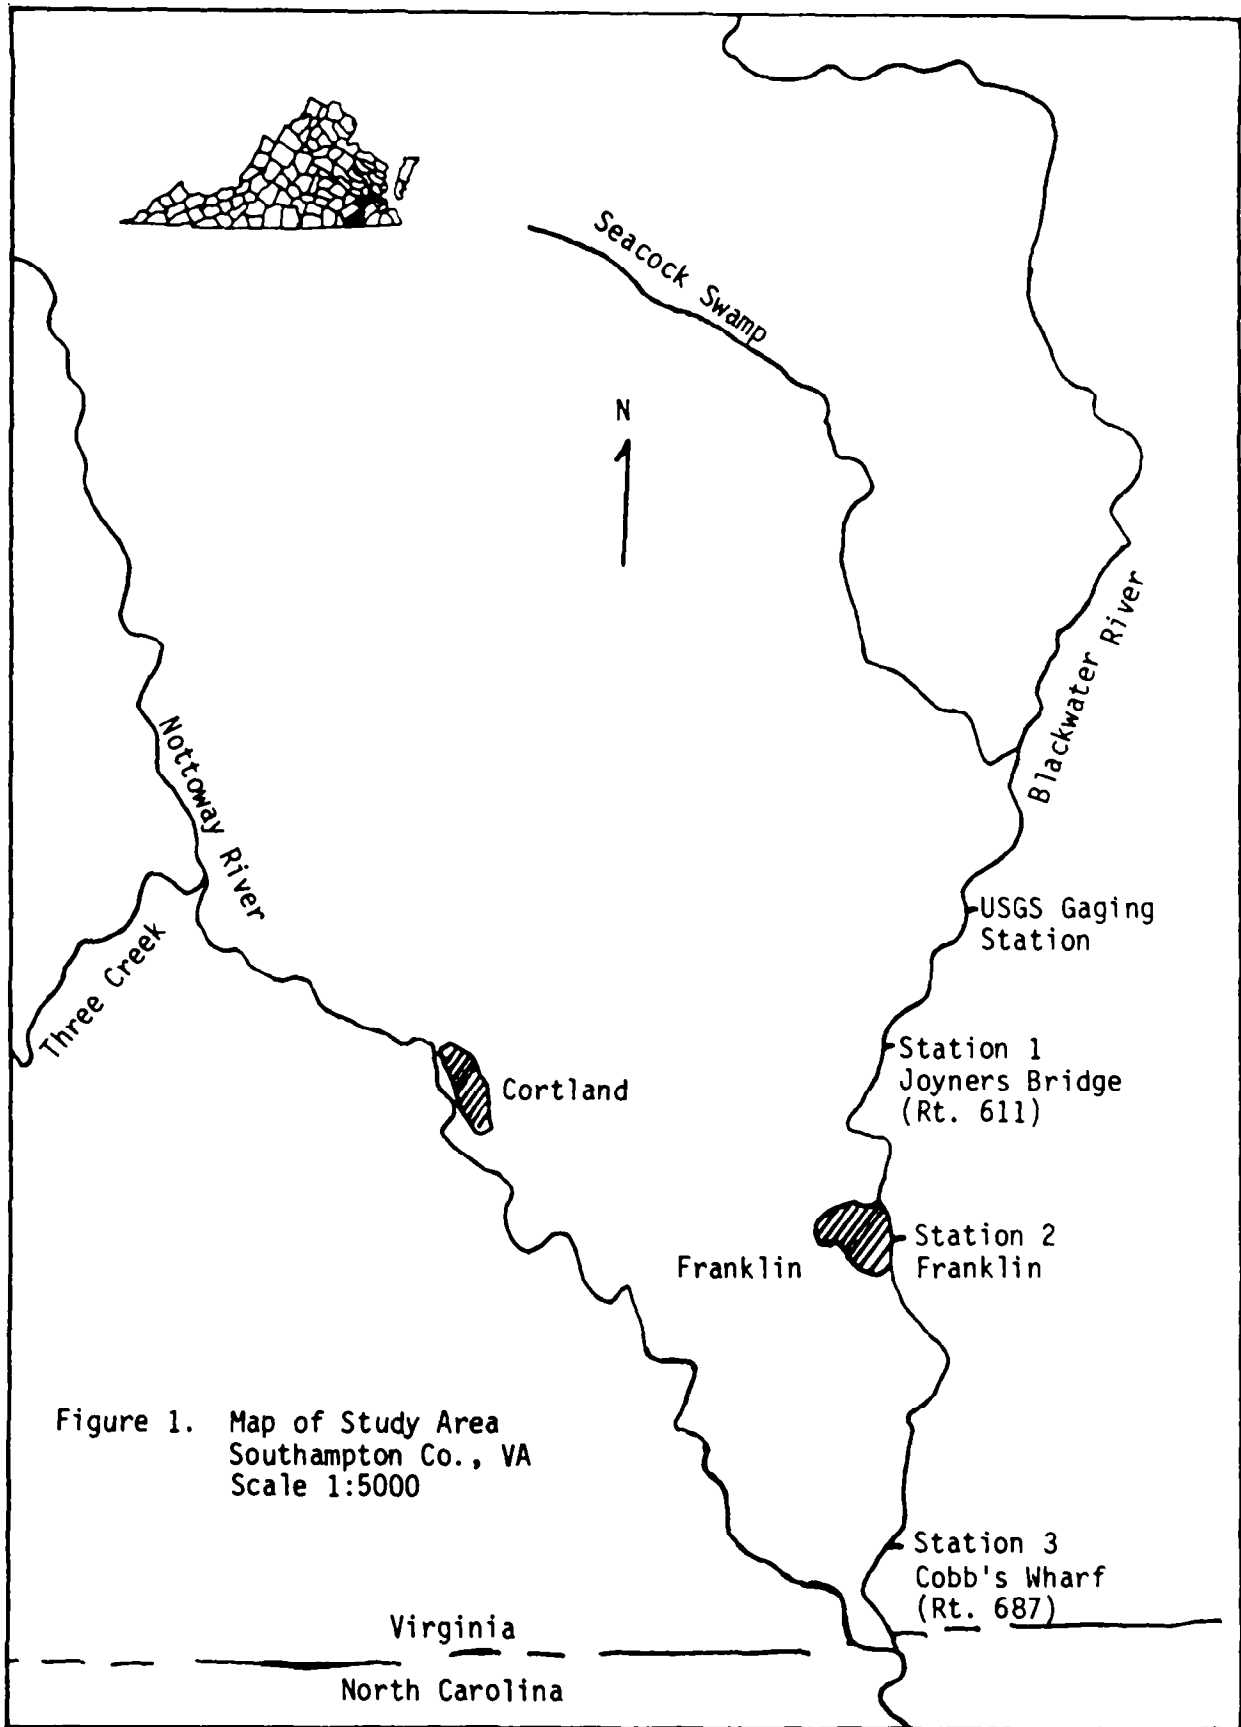 Seacock Swamp
N
Blackwater River
Nottoway River
Three Creek
USGS Gaging
Station
Station 1
Joyners Bridge
(Rt. 611)
Cortland
Station 2
Franklin
Franklin
Figure 1. Map of Study Area
Southampton Co., VA
Scale 1:5000
Station 3
Cobb's Wharf
(Rt. 687)
Virginia
North Carolina